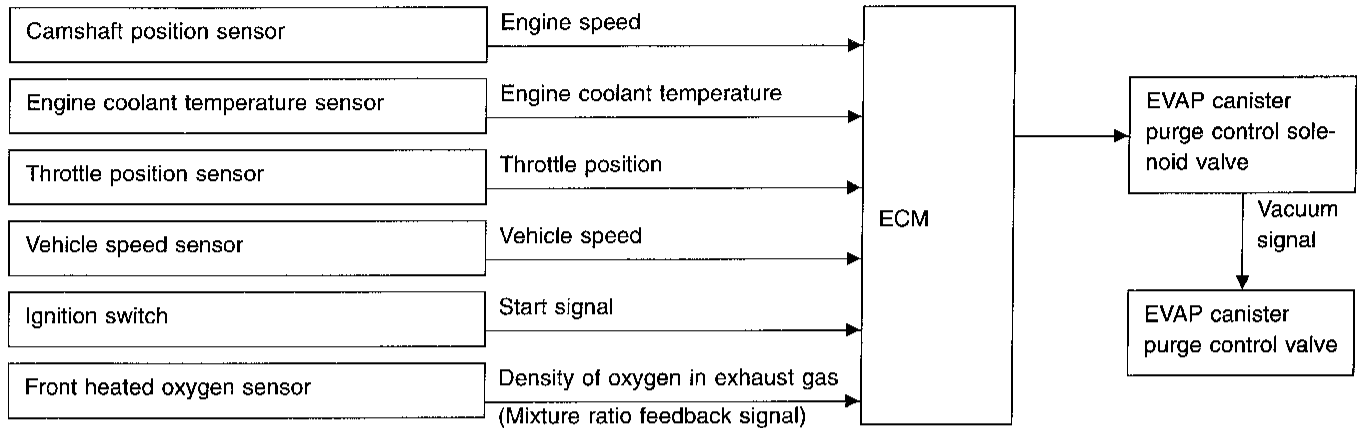 Camshaft position sensor
Engine speed
Engine coolant temperature sensor
Engine coolant temperature
Throttle position sensor
Throttle position
Vehicle speed sensor
Vehicle speed
Ignition switch
Start signal
Front heated oxygen sensor
Density of oxygen in exhaust gas
(Mixture ratio feedback signal)
ECM
EVAP canister
purge control sole-
noid valve
Vacuum
signal
EVAP canister
purge control valve